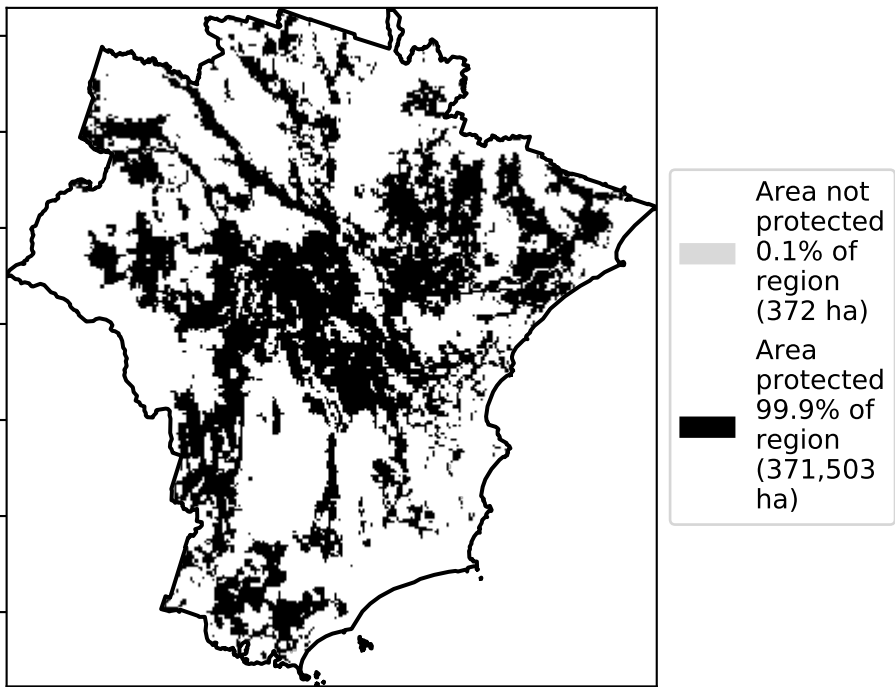 Area not
protected
0.1% of
region
(372 ha)
Area
protected
99.9% of
region
(371,503
ha)